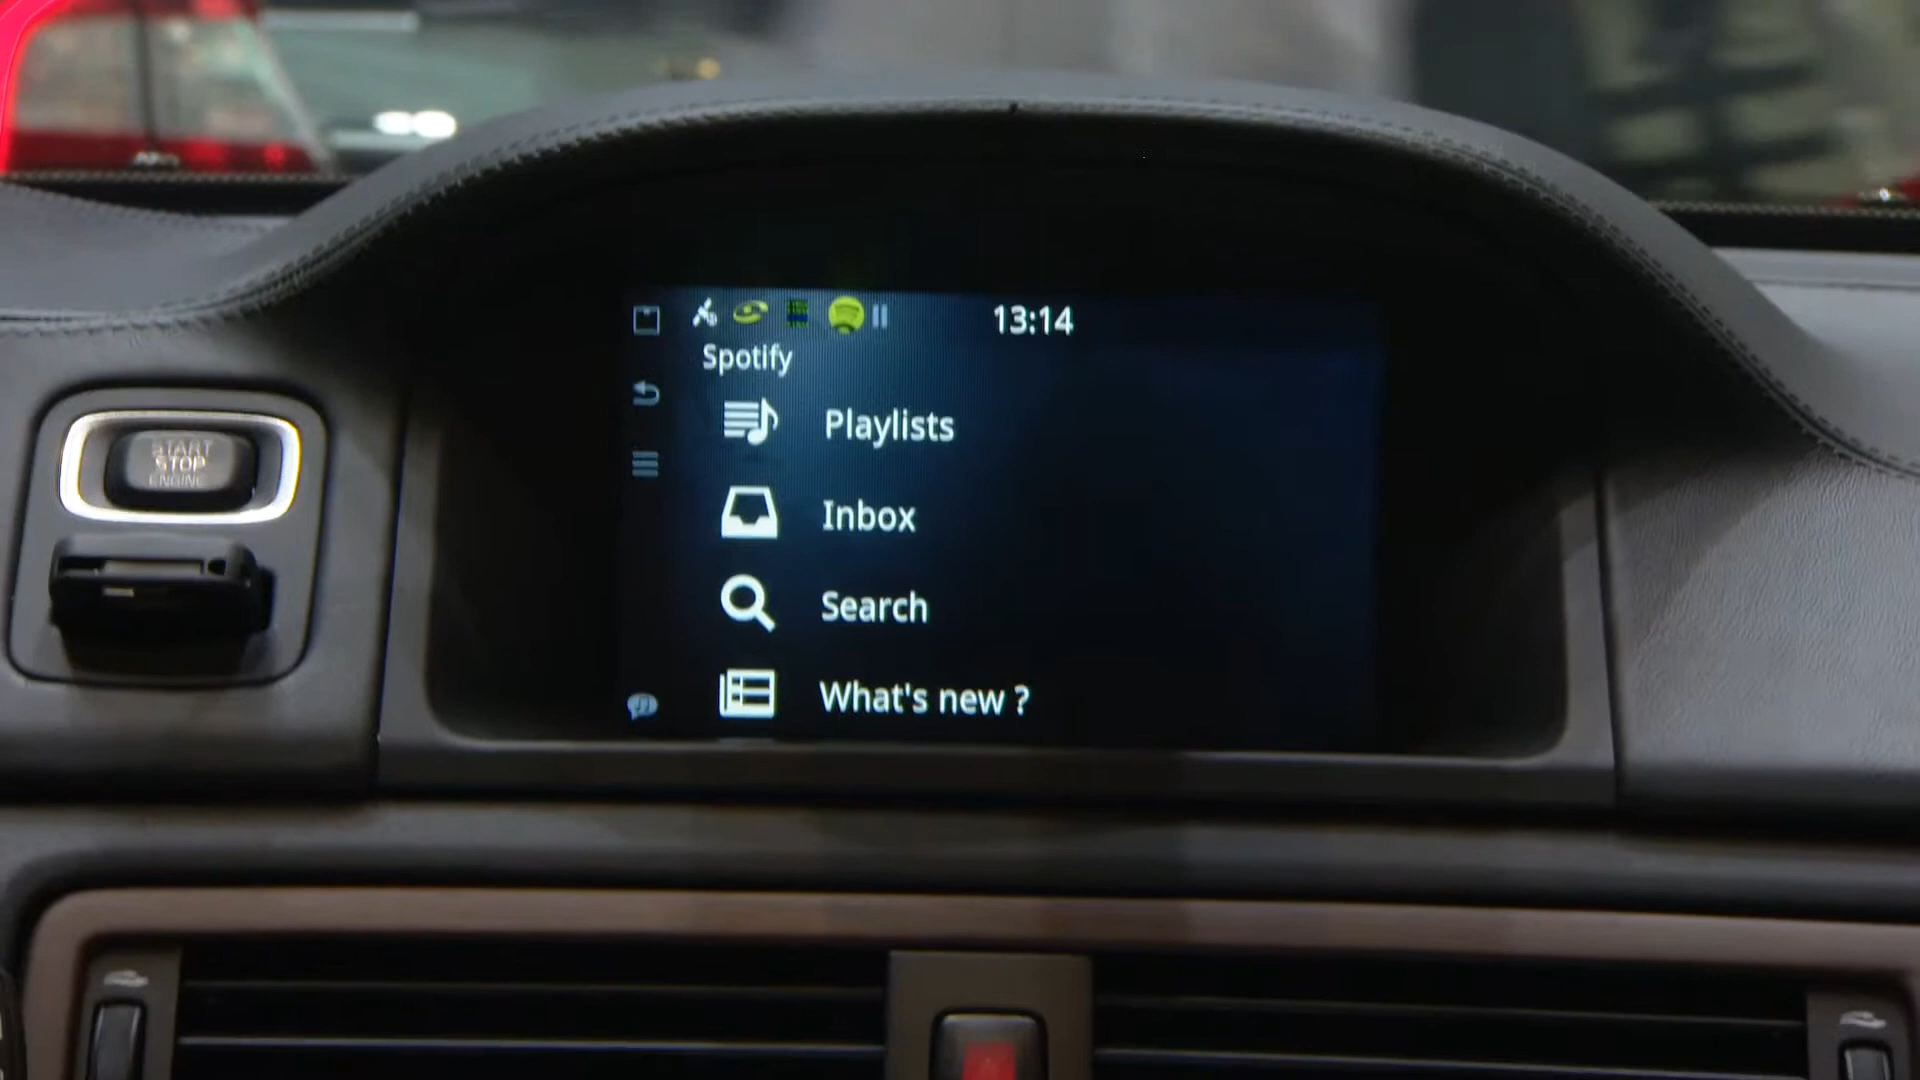 13:14
Spotify
Playlists
START
STOP
ENGINE
Inbox
Search
What's new ?